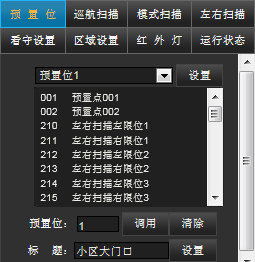 预 置 位 巡航扫描 模式扫描 左右扫描
看守设置 区域设置 红 外 灯 运行状态
预置位1 设置
001 预置点001
002 预置点002
210 左右扫描左限位1
211 左右扫描右限位1
212 左右扫描左限位2
213 左右扫描右限位2
214 左右扫描左限位3
215 左右扫描右限位3
预置位: 1 调用 清除
标 题: 小区大门口 设置